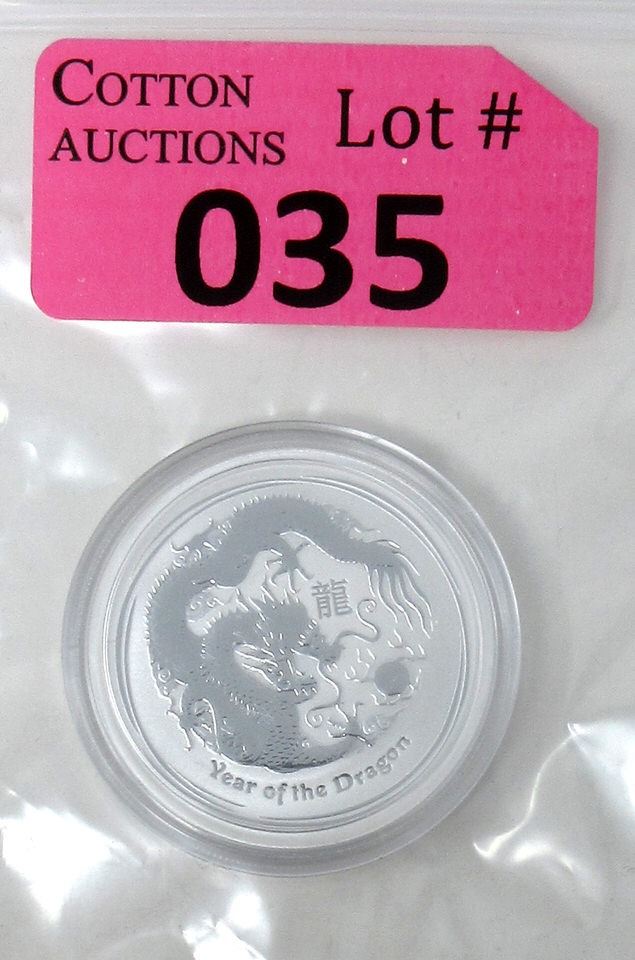 COTTON
AUCTIONS
Lot #
035
龍
Year of the Dragon